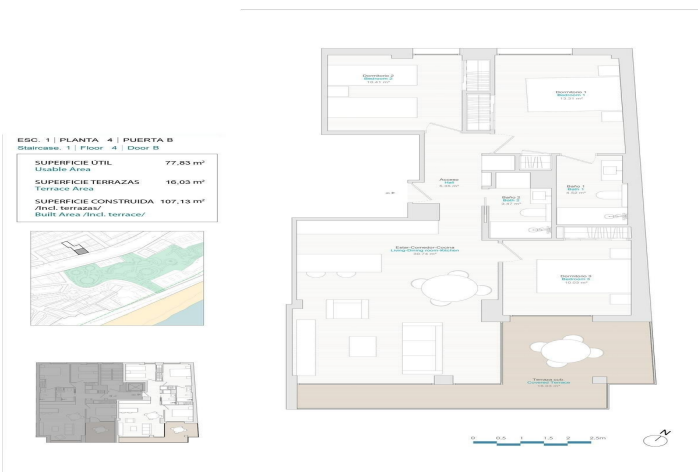 ESC. 1 | PLANTA 4 | PUERTA B
Staircase. 1 | Floor 4 | Door B
SUPERFICIE ÚTIL 77,83 m²
Usable Area
SUPERFICIE TERRAZAS 16,03 m²
Terrace Area
SUPERFICIE CONSTRUIDA 107,13 m²
/Incl. terrazas/
Built Area /Incl. terrace/
Dormitorio 2
Bedroom 2
Dormitorio 1
Bedroom 1
Acceso
Hall
Baño 1
Bath 1
Baño 2
Bath 2
Estar-Comedor-Cocina
Living-Dining room-Kitchen
Dormitorio 3
Bedroom 3
Terraza cub.
Covered Terrace
0 0,5 1 1,5 2 2,5m
N